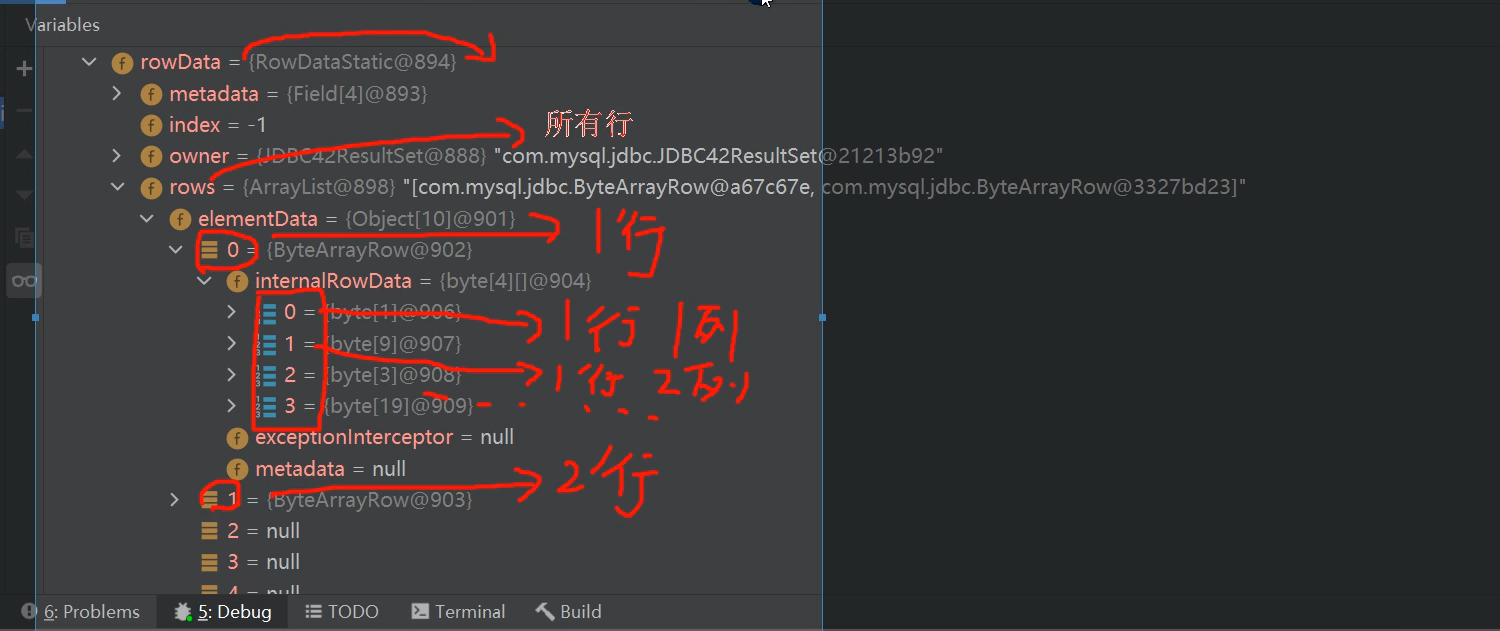 Variables
rowData = {RowDataStatic@894}
metadata = {Field[4]@893}
index = -1
所有行
owner = {JDBC42ResultSet@888} "com.mysql.jdbc.JDBC42ResultSet@21213b92"
rows = {ArrayList@898} "[com.mysql.jdbc.ByteArrayRow@a67c67e, com.mysql.jdbc.ByteArrayRow@3327bd23]"
elementData = {Object[10]@901}
1行
0 = {ByteArrayRow@902}
internalRowData = {byte[4][]@904}
0 = {byte[1]@906}
1行 1列
1 = {byte[9]@907}
2 = {byte[3]@908}
1行 2列
3 = {byte[19]@909}
exceptionInterceptor = null
metadata = null
2行
1 = {ByteArrayRow@903}
2 = null
3 = null
4 = null
6: Problems 5: Debug TODO Terminal Build